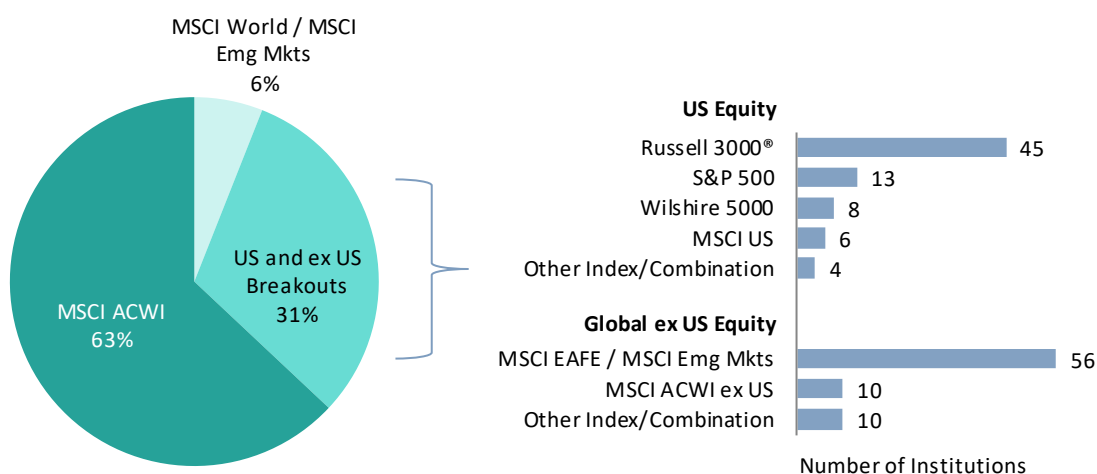 MSCI World / MSCI
Emg Mkts
6%
US and ex US
Breakouts
31%
MSCI ACWI
63%
US Equity
Russell 3000® 45
S&P 500 13
Wilshire 5000 8
MSCI US 6
Other Index/Combination 4
Global ex US Equity
MSCI EAFE / MSCI Emg Mkts 56
MSCI ACWI ex US 10
Other Index/Combination 10
Number of Institutions